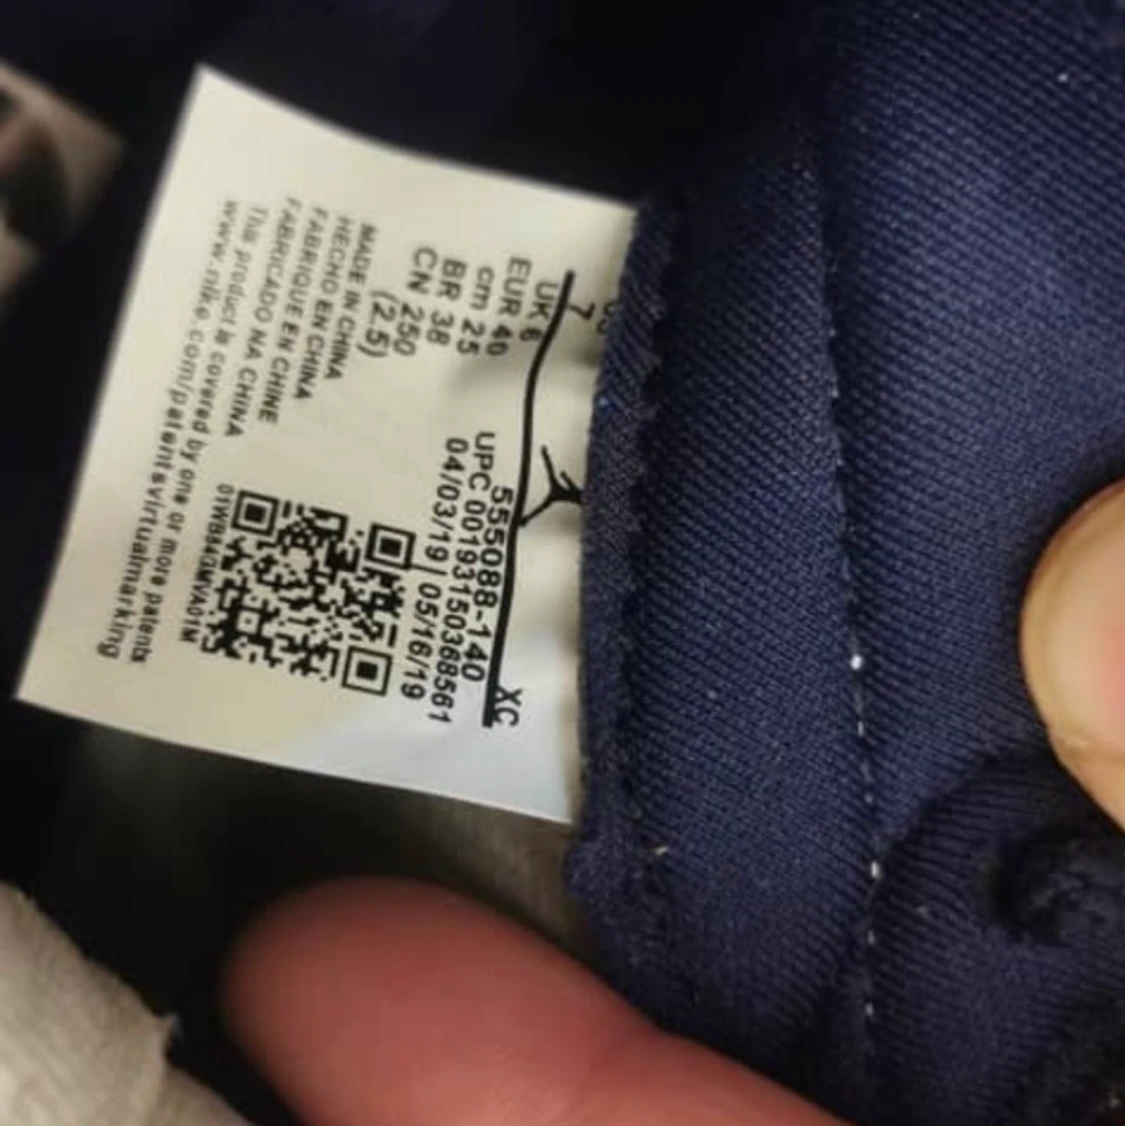 7
UK 6
EUR 40
cm 25
BR 38
CN 250
(2.5)
MADE IN CHINA
HECHO EN CHINA
FABRIQUE EN CHINA
FABRICADO NA CHINA
This product is covered by one or more patents
www.nike.com/patentsvirtualmarking
XC
555088-140
UPC 00193150368561
04/03/19 | 05/16/19